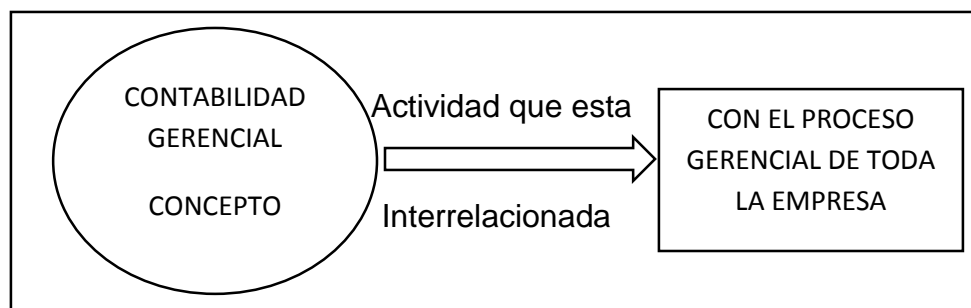 CONTABILIDAD
GERENCIAL
CONCEPTO
Actividad que esta
Interrelacionada
CON EL PROCESO
GERENCIAL DE TODA
LA EMPRESA